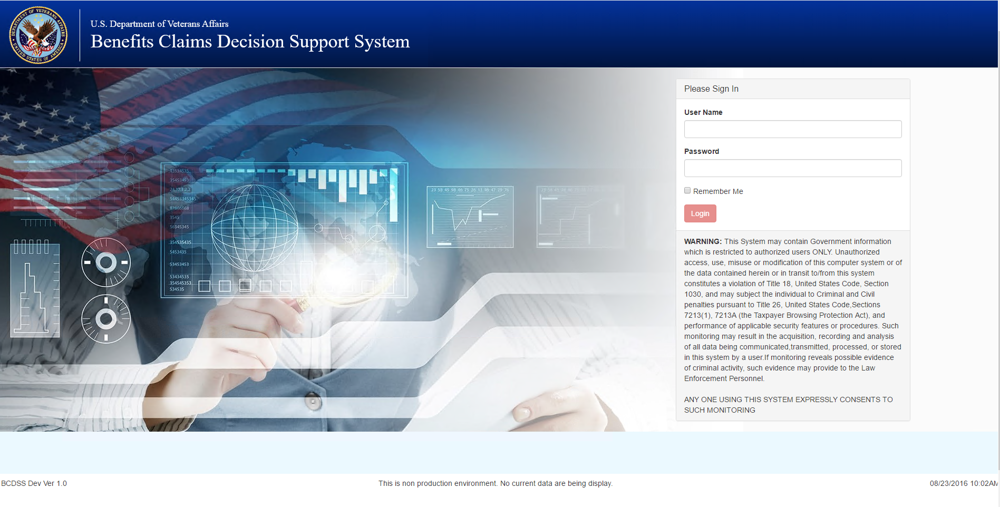 DEPARTMENT OF VETERANS AFFAIRS
UNITED STATES OF AMERICA
U.S. Department of Veterans Affairs
Benefits Claims Decision Support System
Please Sign In
User Name
Password
Remember Me
Login
WARNING: This System may contain Government information
which is restricted to authorized users ONLY. Unauthorized
access, use, misuse or modification of this computer system or of
the data contained herein or in transit to/from this system
constitutes a violation of Title 18, United States Code, Section
1030, and may subject the individual to Criminal and Civil
penalties pursuant to Title 26, United States Code,Sections
7213(1), 7213A (the Taxpayer Browsing Protection Act), and
performance of applicable security features or procedures. Such
monitoring may result in the acquisition, recording and analysis
of all data being communicated,transmitted, processed, or stored
in this system by a user.If monitoring reveals possible evidence
of criminal activity, such evidence may provide to the Law
Enforcement Personnel.
ANY ONE USING THIS SYSTEM EXPRESSLY CONSENTS TO
SUCH MONITORING
43534535
35453453
24,12,1,2,2
54453345345
87866868
3545
56345345
354535435
5453435
53453453
53434535
354545353
534535
23 58 45 98 46 75 26 13 86 47 29 76
BCDSS Dev Ver 1.0
This is non production environment. No current data are being display.
08/23/2016 10:02AM